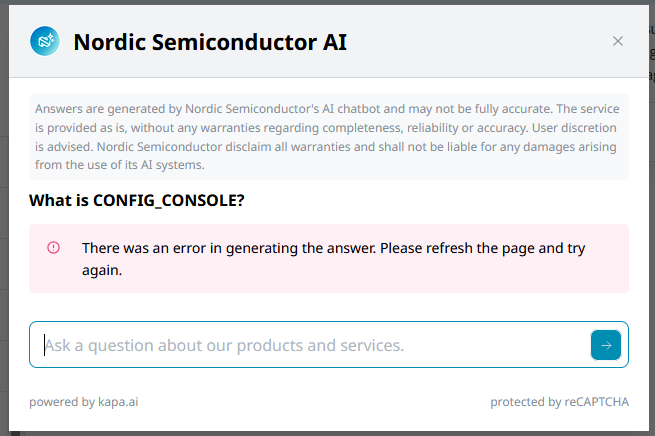 Nordic Semiconductor AI
Answers are generated by Nordic Semiconductor's AI chatbot and may not be fully accurate. The service
is provided as is, without any warranties regarding completeness, reliability or accuracy. User discretion
is advised. Nordic Semiconductor disclaim all warranties and shall not be liable for any damages arising
from the use of its AI systems.
What is CONFIG_CONSOLE?
There was an error in generating the answer. Please refresh the page and try
again.
Ask a question about our products and services.
powered by kapa.ai
protected by reCAPTCHA